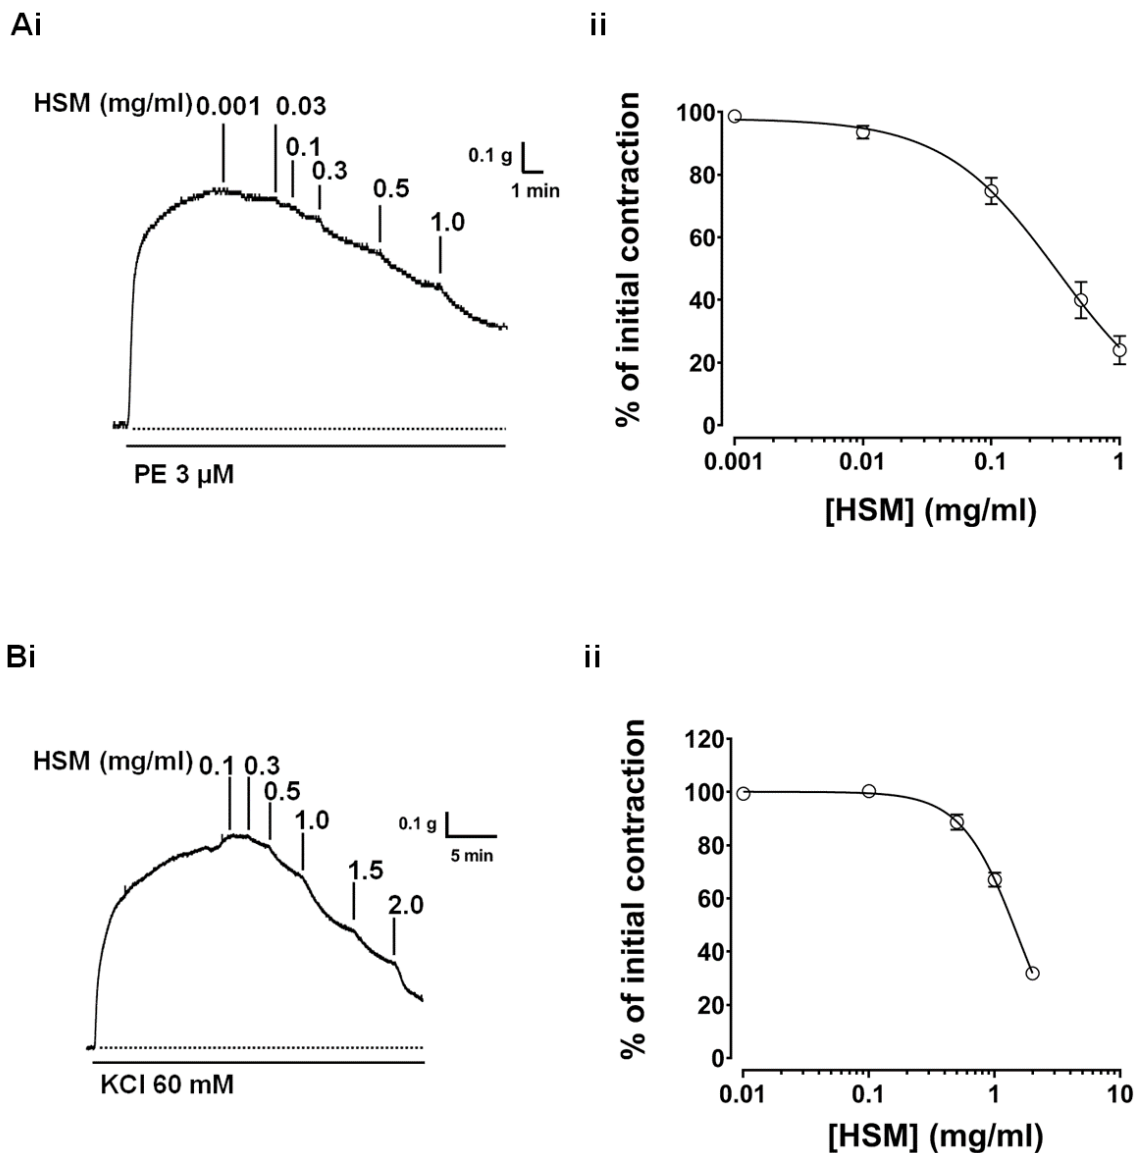 Ai
HSM (mg/ml) 0.001 0.03
0.1
0.3
0.5
1.0
0.1 g
1 min
PE 3 µM
ii
% of initial contraction
100
80
60
40
20
0
0.001 0.01 0.1 1
[HSM] (mg/ml)
Bi
HSM (mg/ml) 0.1 0.3
0.5
1.0
1.5
2.0
0.1 g
5 min
KCl 60 mM
ii
% of initial contraction
120
100
80
60
40
20
0
0.01 0.1 1 10
[HSM] (mg/ml)